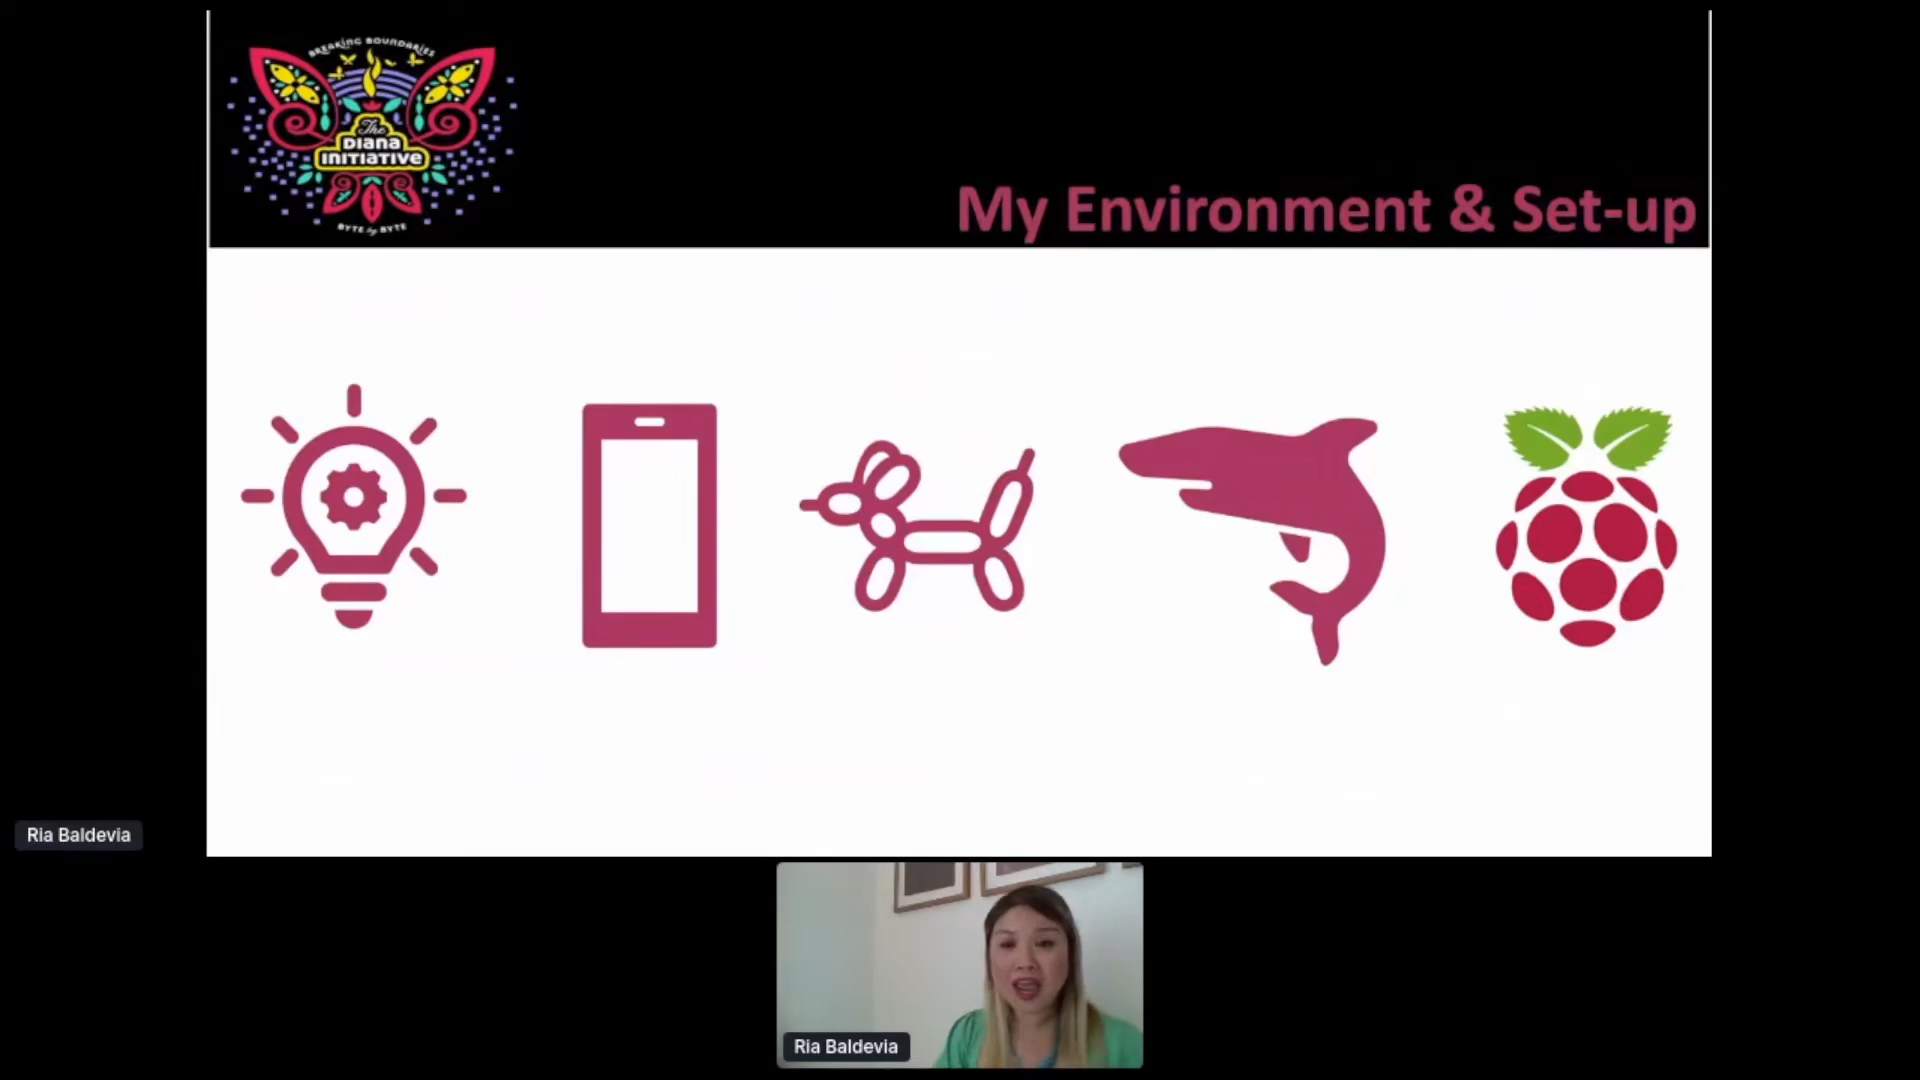 BREAKING BOUNDARIES
The
DIANA
INITIATIVE
BYTE by BYTE
My Environment & Set-up
Ria Baldevia
Ria Baldevia